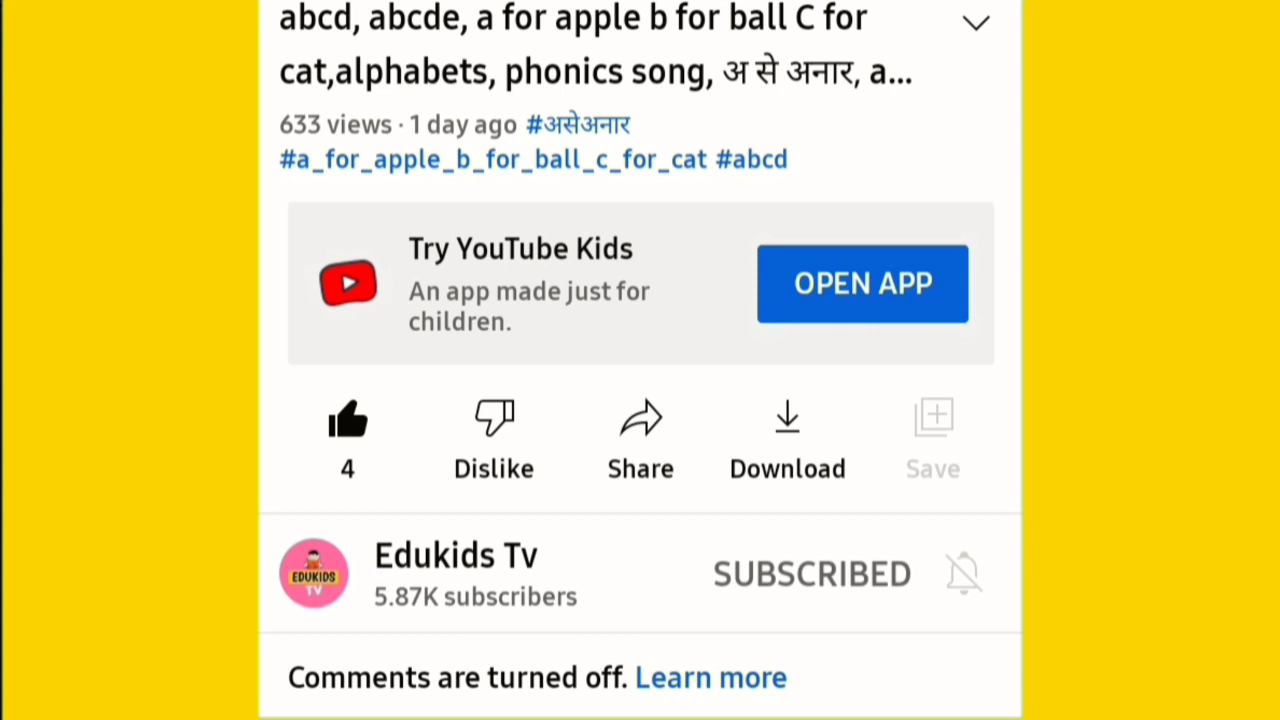 abcd, abcde, a for apple b for ball C for
cat,alphabets, phonics song, अ से अनार, a...
633 views · 1 day ago #असेअनार
#a_for_apple_b_for_ball_c_for_cat #abcd
Try YouTube Kids
An app made just for
children.
OPEN APP
4
Dislike
Share
Download
Save
EDUKIDS
TV
Edukids Tv
5.87K subscribers
SUBSCRIBED
Comments are turned off. Learn more